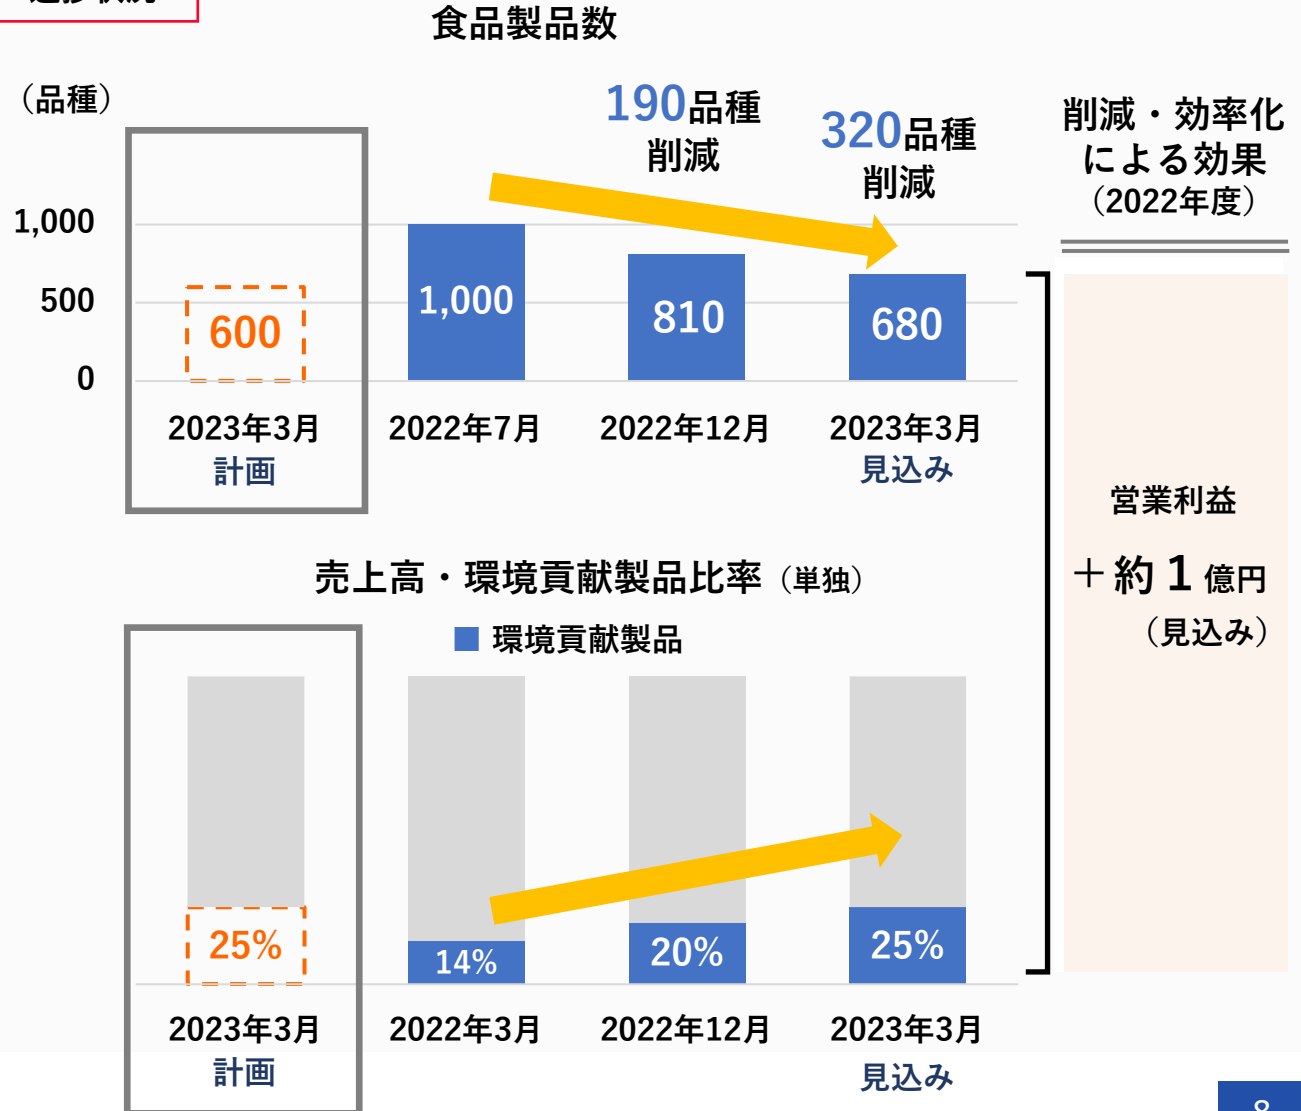 食品製品数
（品種）
190品種
削減
320品種
削減
削減・効率化
による効果
（2022年度）
1,000
500
0
600
1,000
810
680
2023年3月
計画
2022年7月
2022年12月
2023年3月
見込み
営業利益
＋約１億円
（見込み）
売上高・環境貢献製品比率（単独）
環境貢献製品
25%
14%
20%
25%
2023年3月
計画
2022年3月
2022年12月
2023年3月
見込み